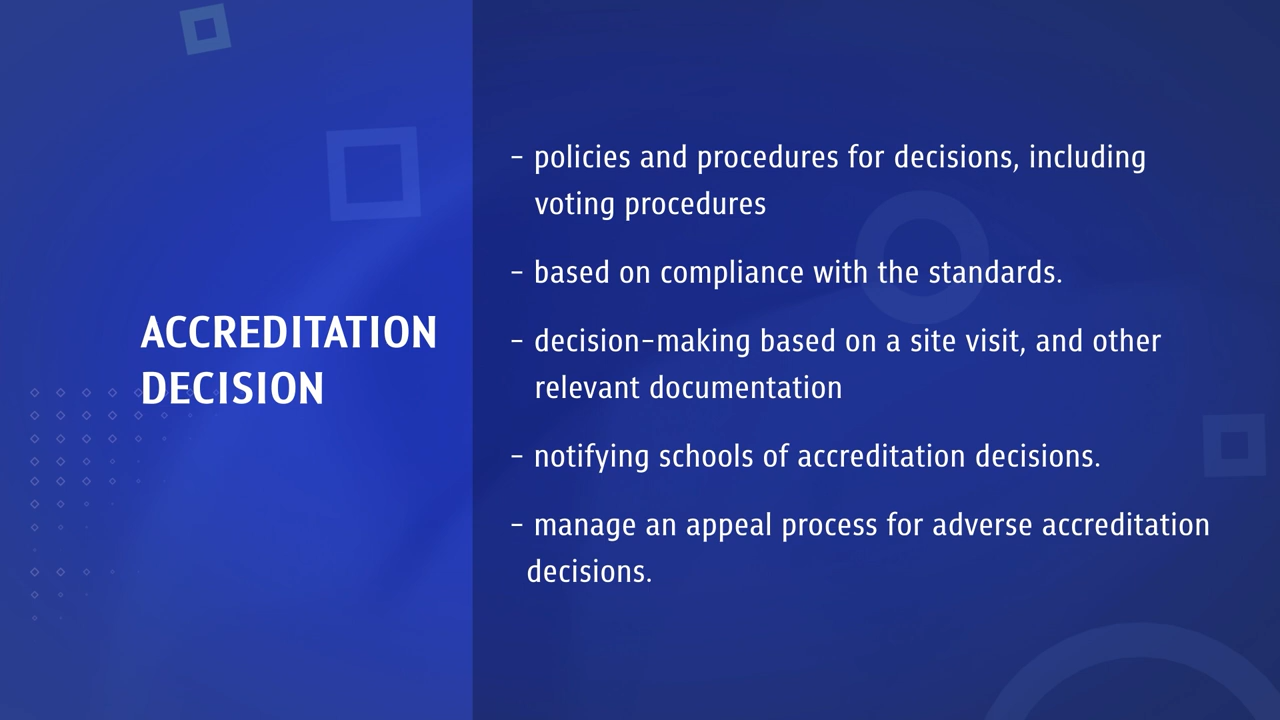 ACCREDITATION
DECISION
- policies and procedures for decisions, including
voting procedures
- based on compliance with the standards.
- decision-making based on a site visit, and other
relevant documentation
- notifying schools of accreditation decisions.
- manage an appeal process for adverse accreditation
decisions.